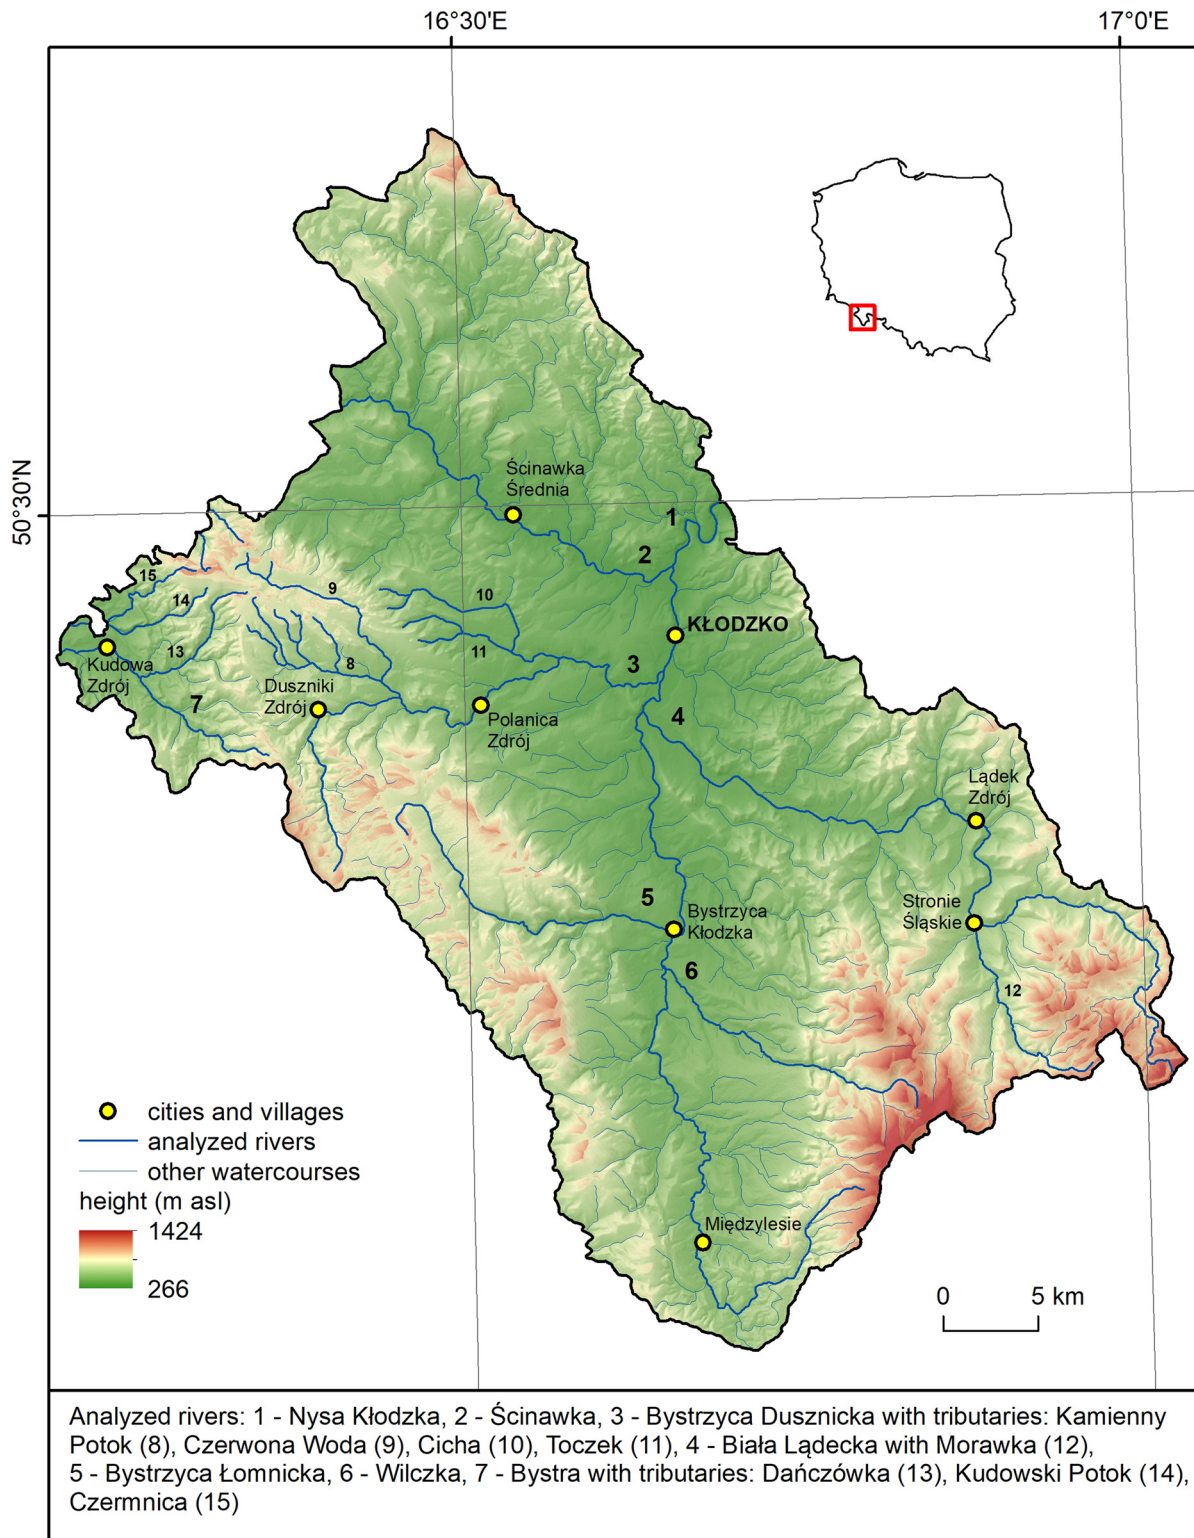 16°30'E
17°0'E
50°30'N
Ścinawka
Średnia
1
2
15
14
9
10
KŁODZKO
13
11
3
Kudowa
Zdrój
8
7
Duszniki
Zdrój
4
Polanica
Zdrój
Lądek
Zdrój
5
Bystrzyca
Kłodzka
Stronie
Śląskie
6
12
cities and villages
analyzed rivers
other watercourses
height (m asl)
1424
266
Międzylesie
0 5 km
Analyzed rivers: 1 - Nysa Kłodzka, 2 - Ścinawka, 3 - Bystrzyca Dusznicka with tributaries: Kamienny
Potok (8), Czerwona Woda (9), Cicha (10), Toczek (11), 4 - Biała Lądecka with Morawka (12),
5 - Bystrzyca Łomnicka, 6 - Wilczka, 7 - Bystra with tributaries: Dańczówka (13), Kudowski Potok (14),
Czermnica (15)